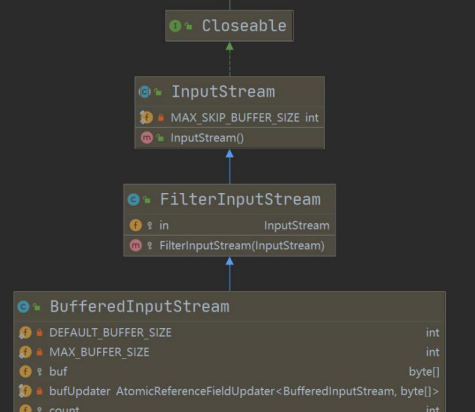 Closeable
InputStream
MAX_SKIP_BUFFER_SIZE int
InputStream()
FilterInputStream
in InputStream
FilterInputStream(InputStream)
BufferedInputStream
DEFAULT_BUFFER_SIZE int
MAX_BUFFER_SIZE int
buf byte[]
bufUpdater AtomicReferenceFieldUpdater<BufferedInputStream, byte[]>
count int